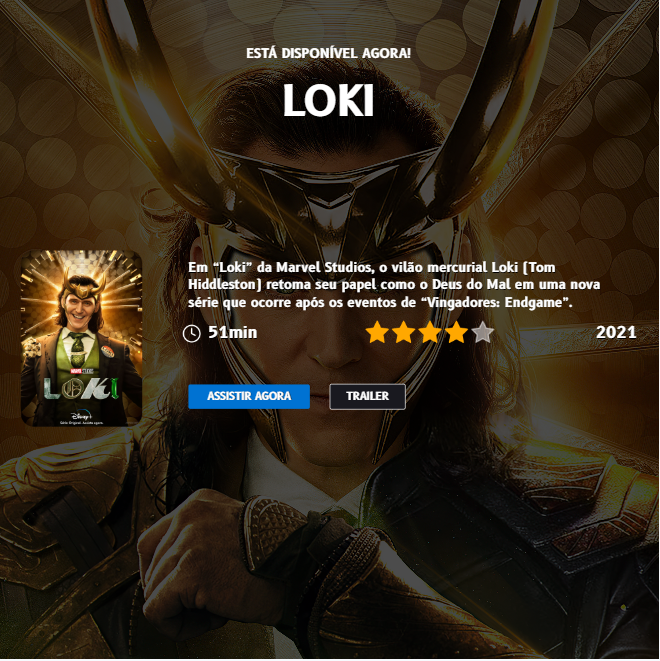 ESTÁ DISPONÍVEL AGORA!
LOKI
Em “Loki” da Marvel Studios, o vilão mercurial Loki (Tom
Hiddleston) retoma seu papel como o Deus do Mal em uma nova
série que ocorre após os eventos de “Vingadores: Endgame”.
51min
2021
MARVEL STUDIOS
LOKI
Disney+
Série Original. Assista agora.
ASSISTIR AGORA
TRAILER